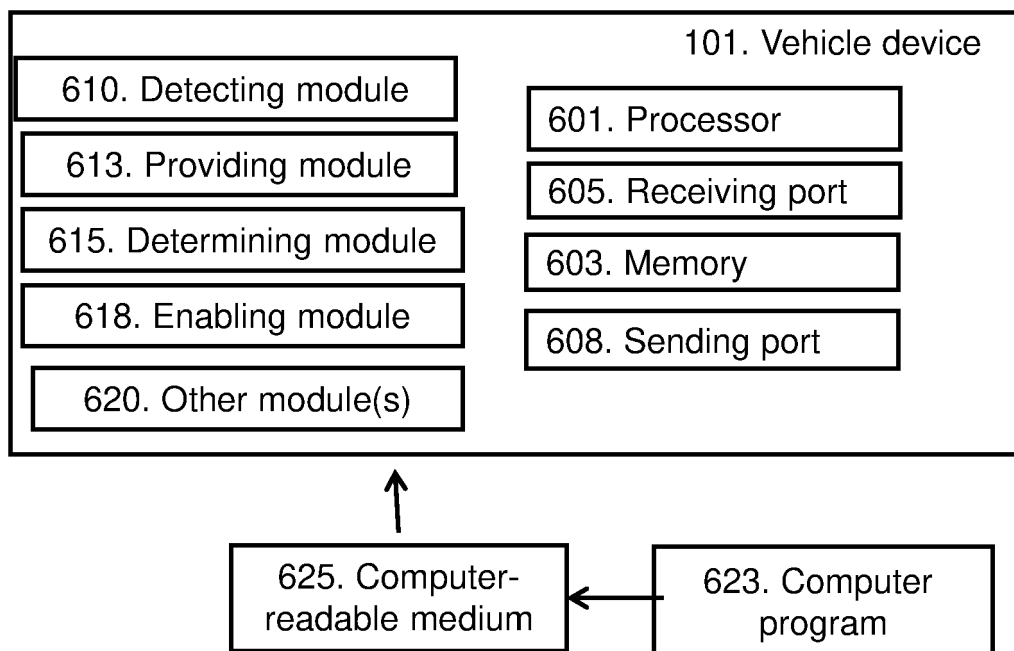 101. Vehicle device
610. Detecting module
613. Providing module
615. Determining module
618. Enabling module
620. Other module(s)
601. Processor
605. Receiving port
603. Memory
608. Sending port
625. Computer-
readable medium
623. Computer
program